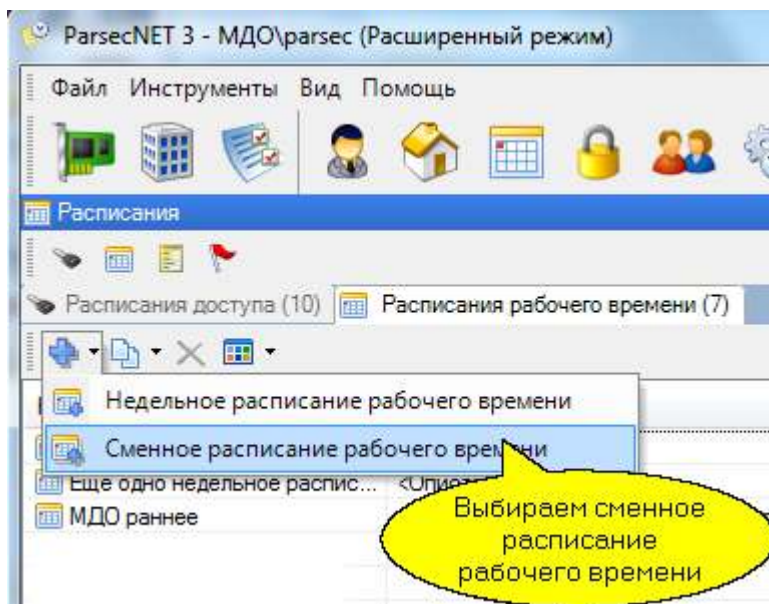 ParsecNET 3 - МДО\parsec (Расширенный режим)
Файл Инструменты Вид Помощь
Расписания
Расписания доступа (10) Расписания рабочего времени (7)
Недельное расписание рабочего времени
Сменное расписание рабочего времени
Еще одно недельное распис...
МДО раннее
Выбираем сменное
расписание
рабочего времени